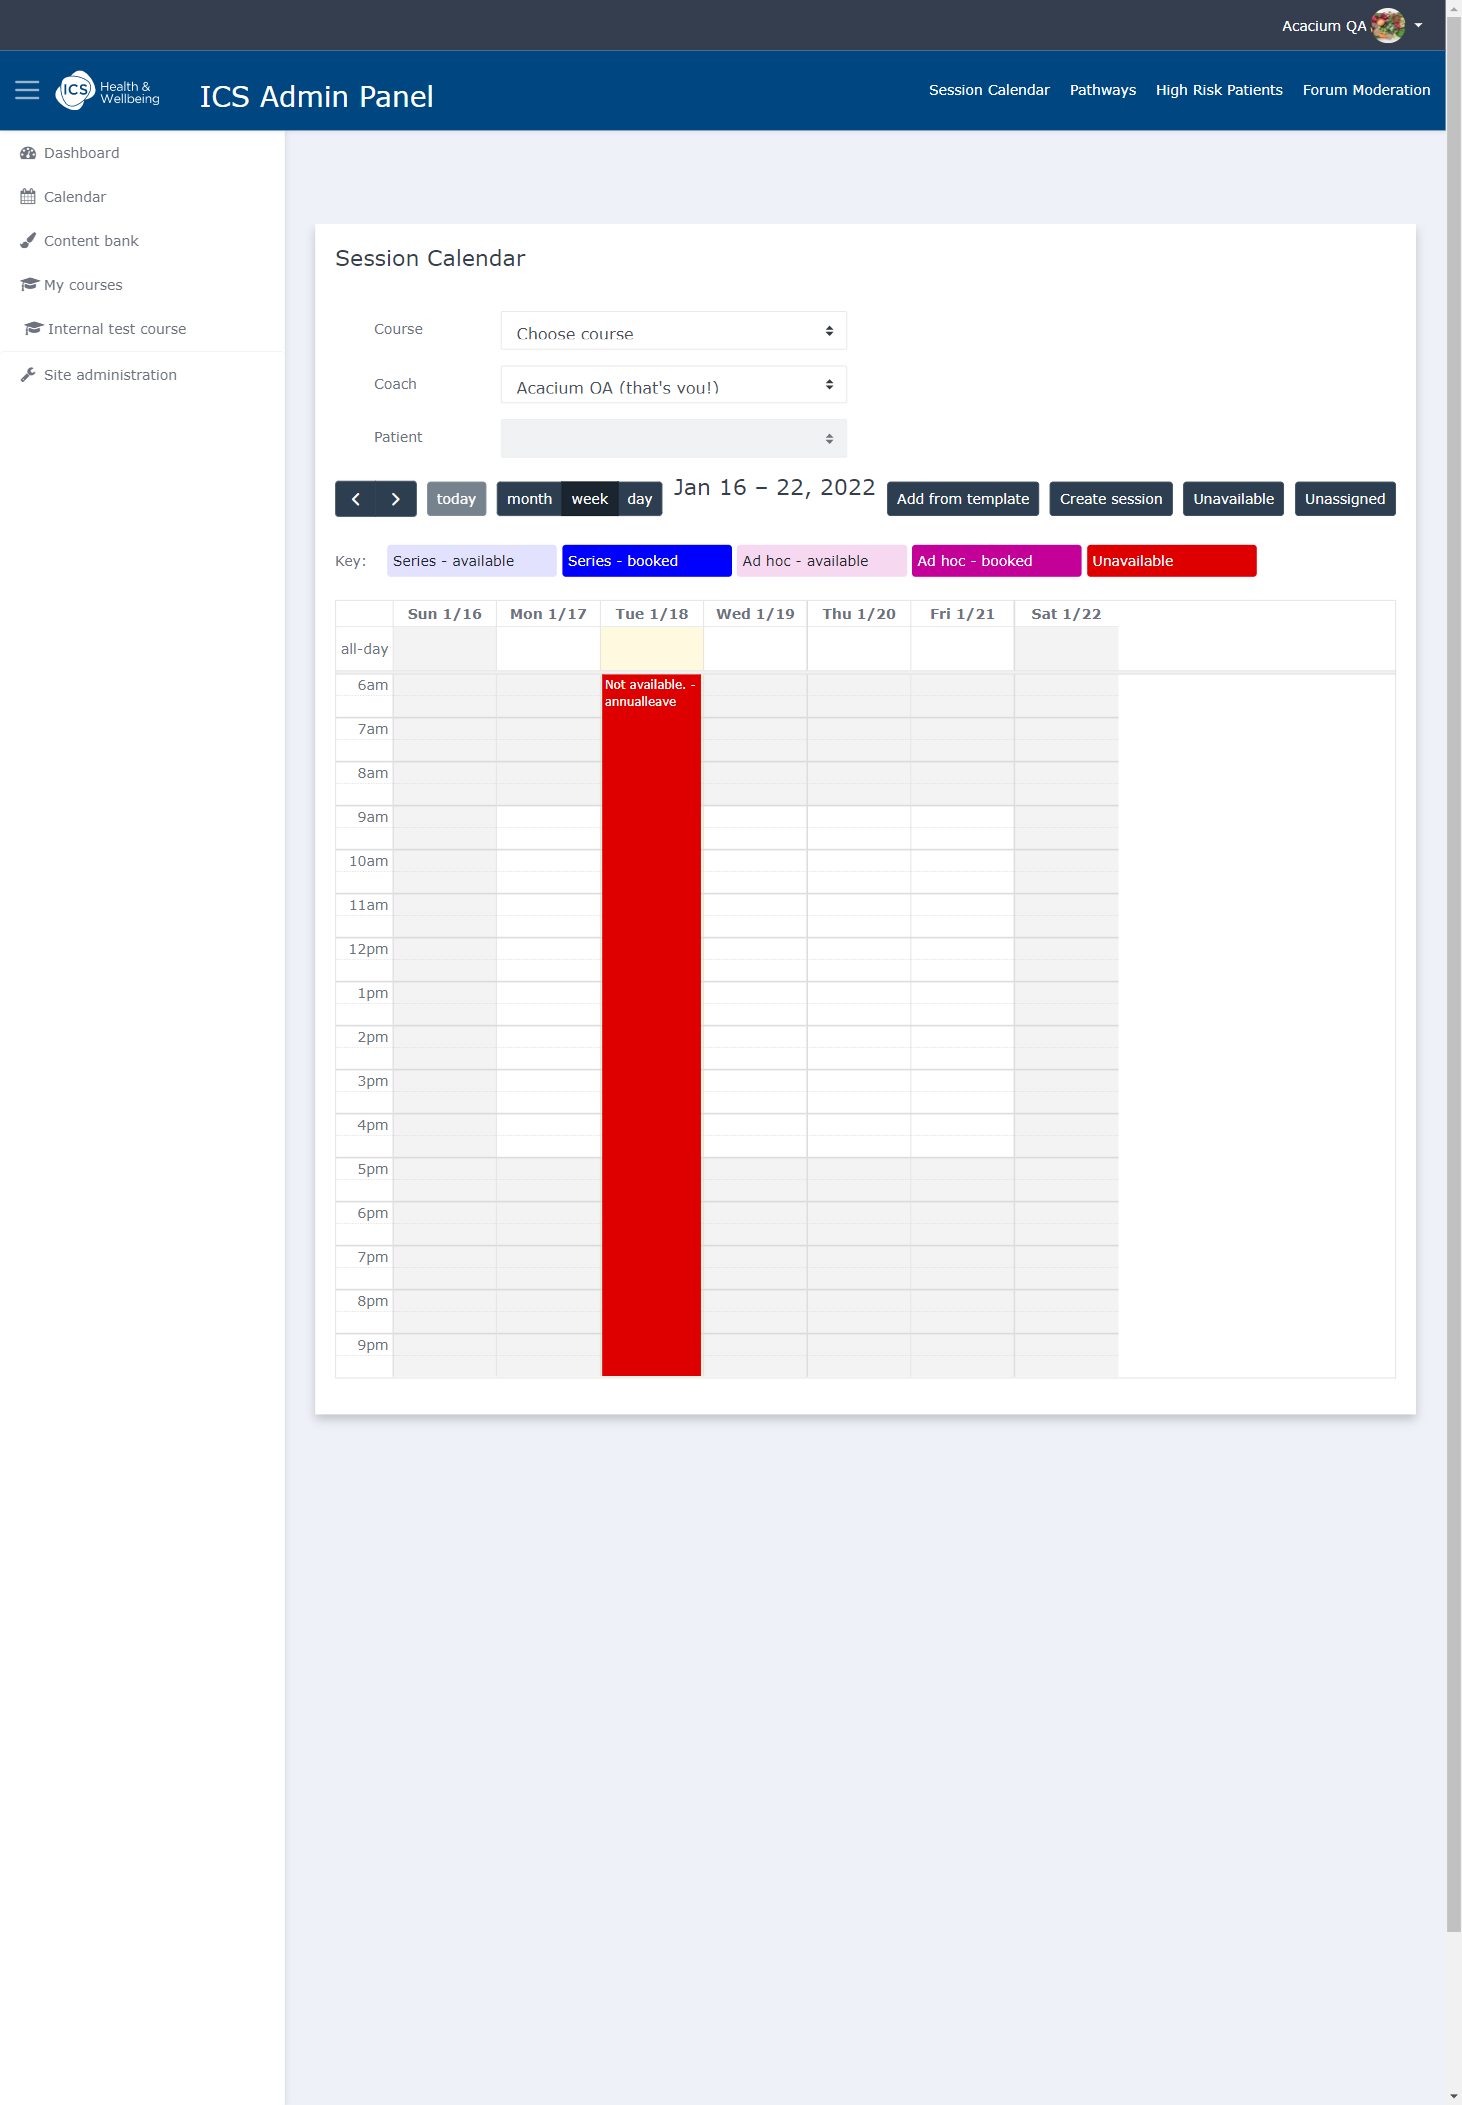 Acacium QA
ICS Health & Wellbeing
ICS Admin Panel
Session Calendar Pathways High Risk Patients Forum Moderation
Dashboard
Calendar
Content bank
My courses
Internal test course
Site administration
Session Calendar
Course Choose course
Coach Acacium QA (that's you!)
Patient
today month week day Jan 16 – 22, 2022 Add from template Create session Unavailable Unassigned
Key: Series - available Series - booked Ad hoc - available Ad hoc - booked Unavailable
Sun 1/16 Mon 1/17 Tue 1/18 Wed 1/19 Thu 1/20 Fri 1/21 Sat 1/22
all-day
6am Not available. -
annualleave
7am
8am
9am
10am
11am
12pm
1pm
2pm
3pm
4pm
5pm
6pm
7pm
8pm
9pm